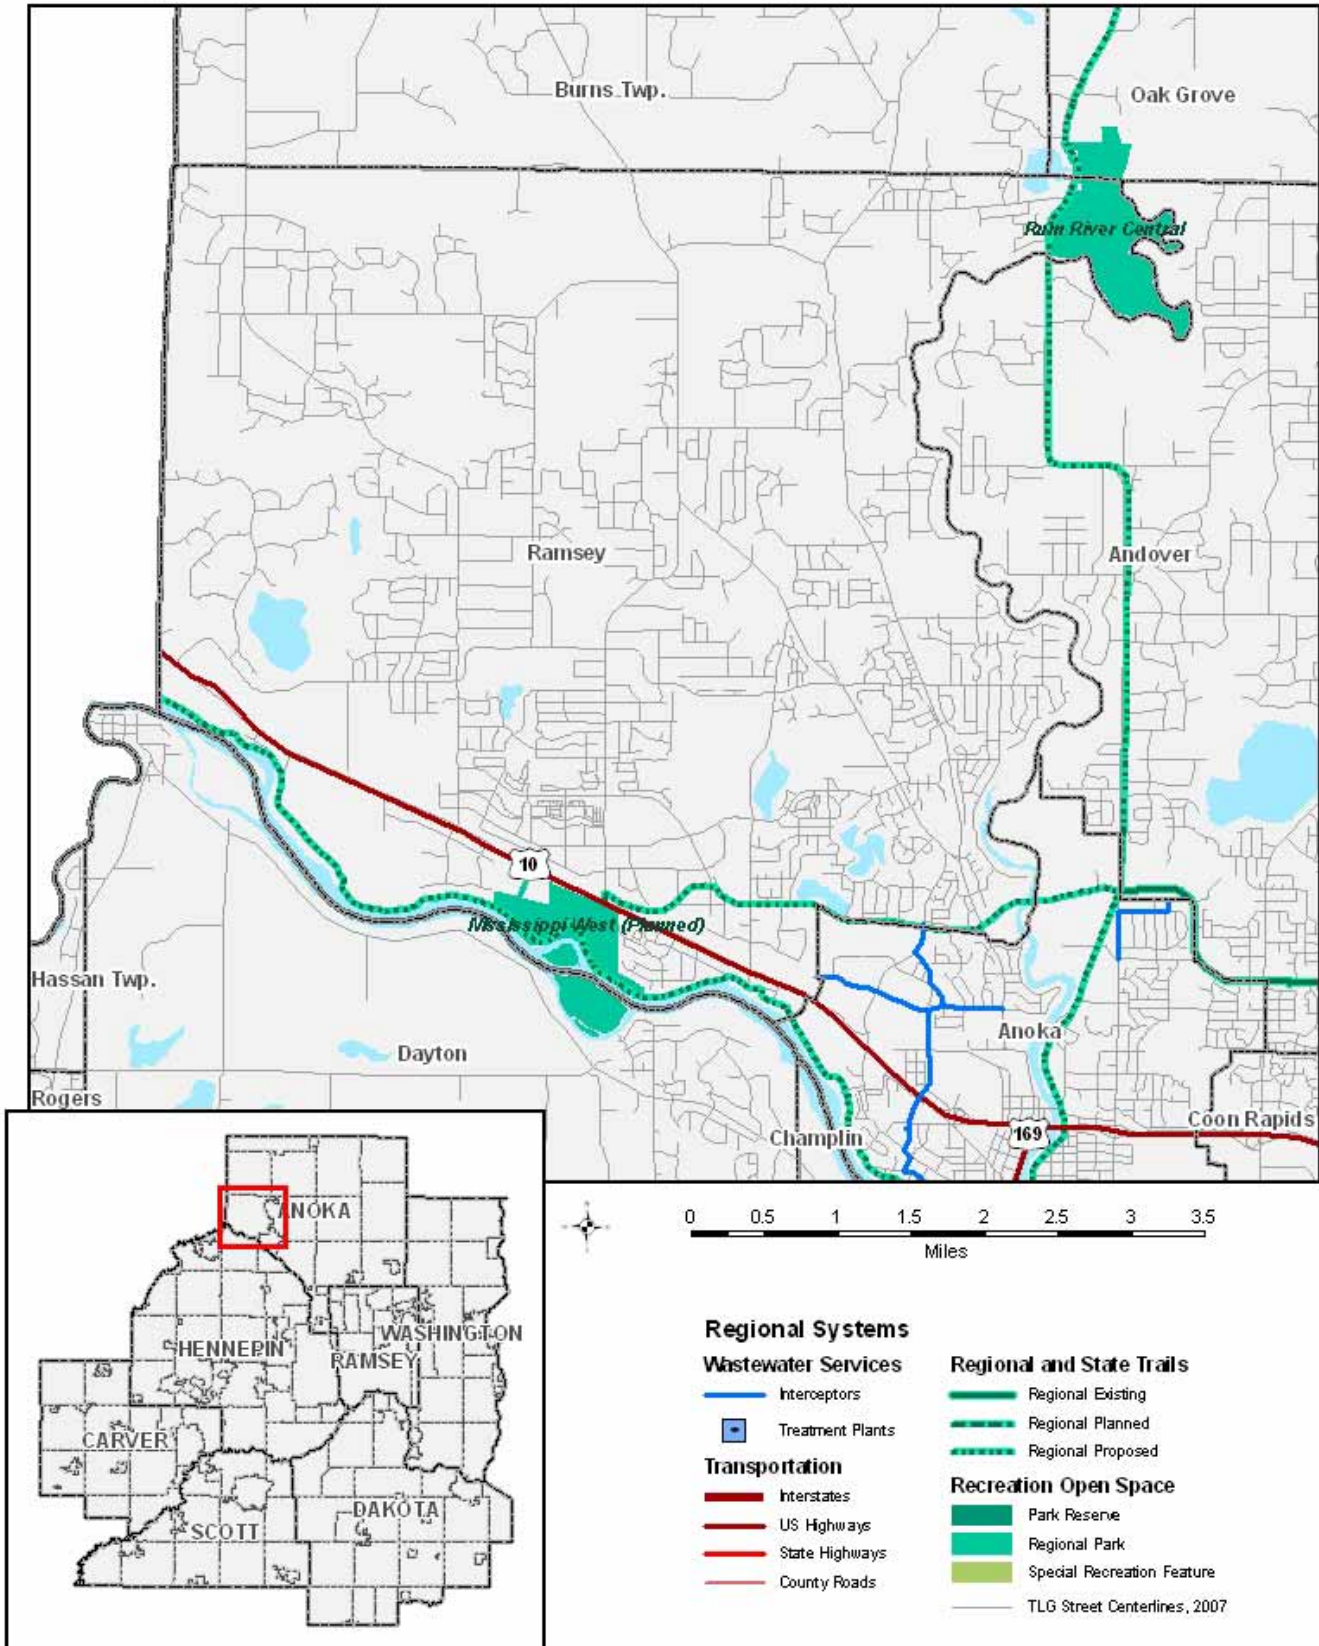 Burns Twp.
Oak Grove
Rum River Central
Ramsey
Andover
10
Mississippi West (Planned)
Hassan Twp.
Anoka
Dayton
Rogers
Coon Rapids
169
Champlin
ANOKA
HENNEPIN
WASHINGTON
RAMSEY
CARVER
DAKOTA
SCOTT
0 0.5 1 1.5 2 2.5 3 3.5
Miles
Regional Systems
Wastewater Services
Interceptors
Treatment Plants
Transportation
Interstates
US Highways
State Highways
County Roads
Regional and State Trails
Regional Existing
Regional Planned
Regional Proposed
Recreation Open Space
Park Reserve
Regional Park
Special Recreation Feature
TLG Street Centerlines, 2007